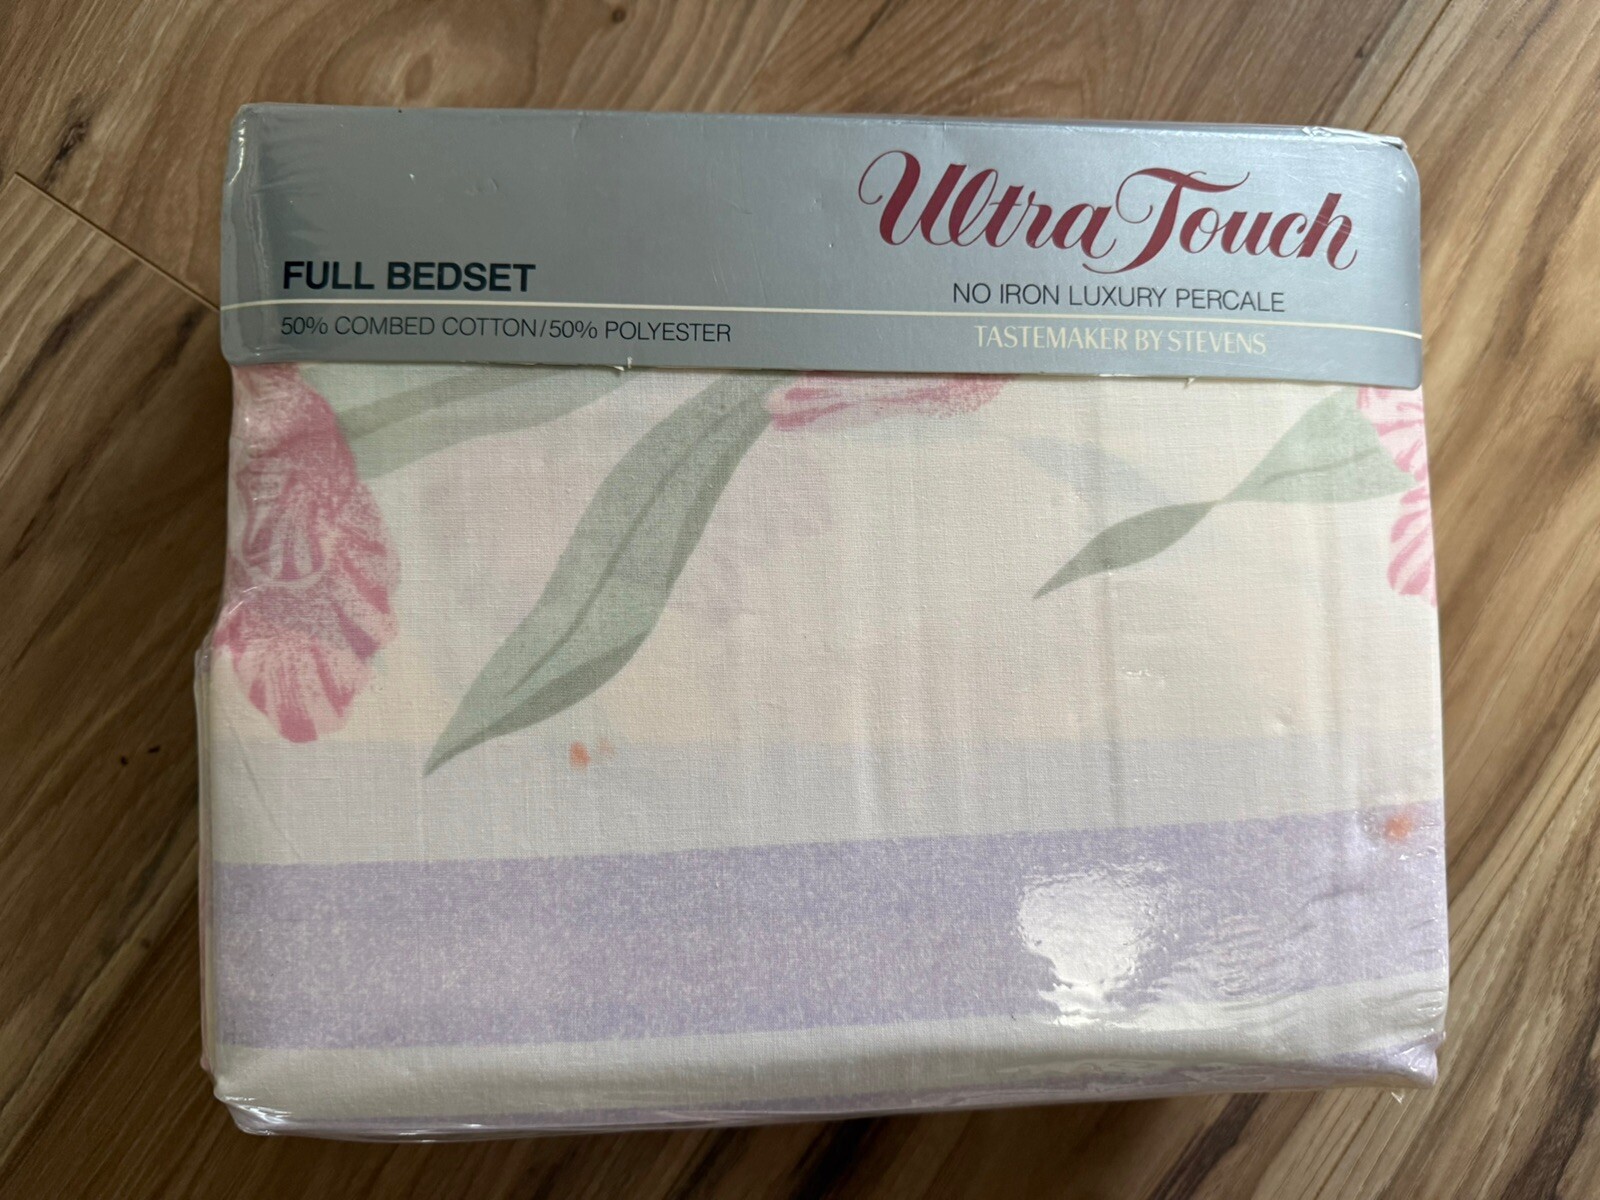 Ultra Touch
FULL BEDSET
NO IRON LUXURY PERCALE
50% COMBED COTTON/50% POLYESTER
TASTEMAKER BY STEVENS